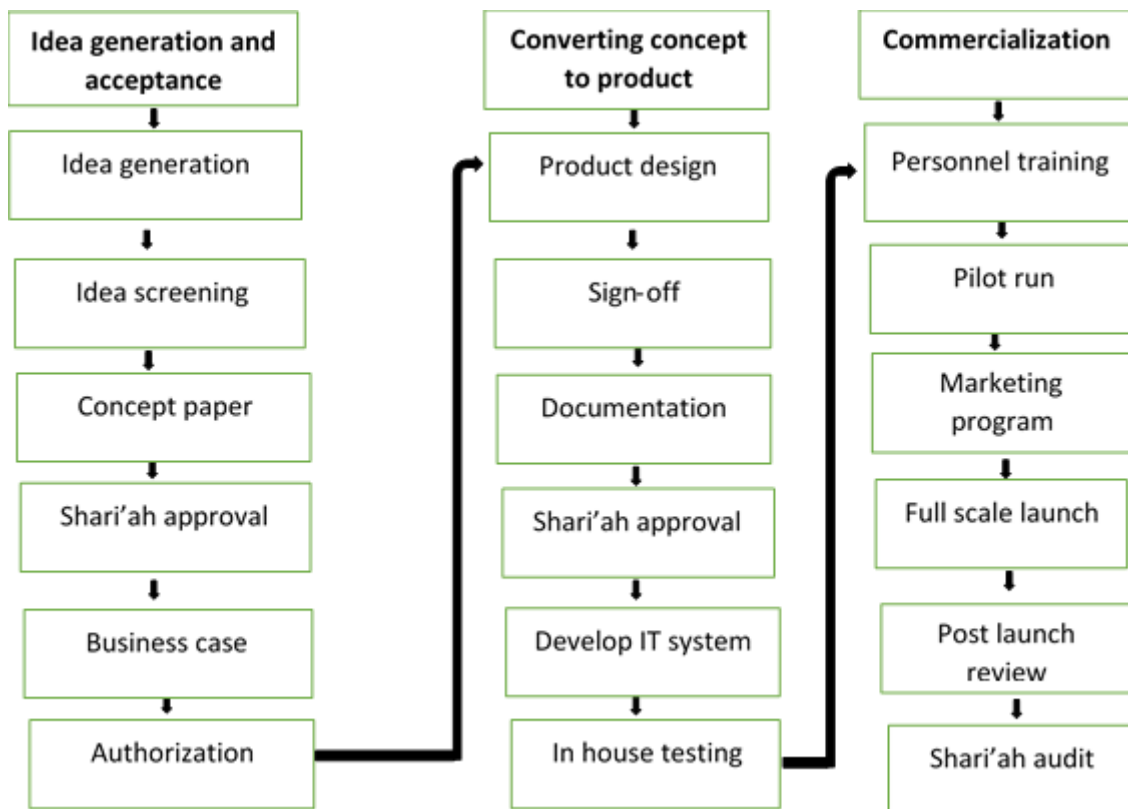 Idea generation and
acceptance
Idea generation
Idea screening
Concept paper
Shari’ah approval
Business case
Authorization
Converting concept
to product
Product design
Sign-off
Documentation
Shari’ah approval
Develop IT system
In house testing
Commercialization
Personnel training
Pilot run
Marketing
program
Full scale launch
Post launch
review
Shari’ah audit